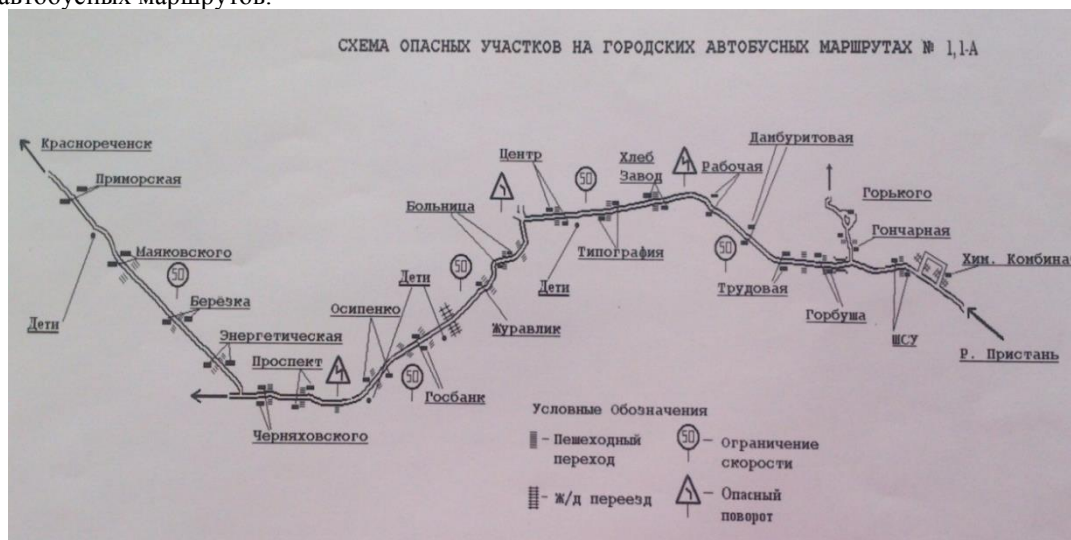 автобусных маршрутов.
СХЕМА ОПАСНЫХ УЧАСТКОВ НА ГОРОДСКИХ АВТОБУСНЫХ МАРШРУТАХ № 1,1-А
Краснореченск
Приморская
Дети
Маяковского
50
Берёзка
Энергетическая
Проспект
Черняховского
Осипенко
Дети
50
Госбанк
50
Журавлик
Больница
Центр
50
Дети
Типография
Хлеб
Завод
Рабочая
50
Данбуритовая
Трудовая
Горького
Гончарная
Горбуша
ШСУ
Хим. Комбина
Р. Пристань
Условные Обозначения
- Пешеходный
переход
50 - Ограничение
скорости
- Ж/д переезд
- Опасный
поворот